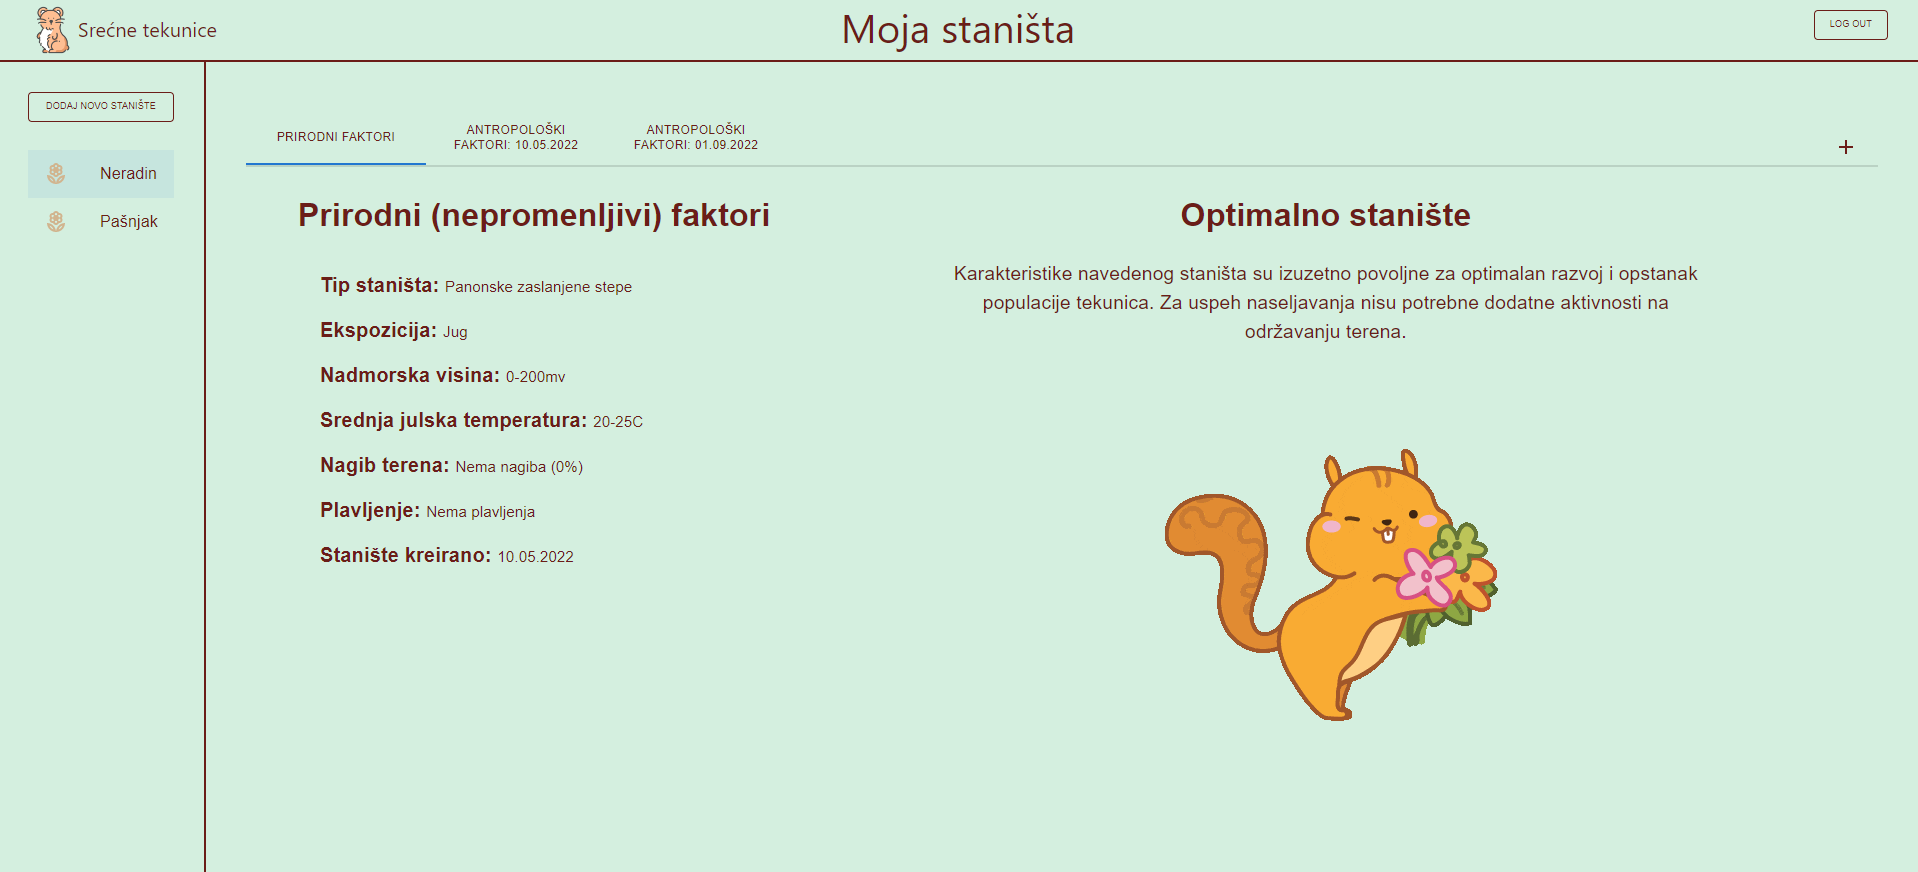 Srećne tekunice
Moja staništa
LOG OUT
DODAJ NOVO STANIŠTE
Neradin
Pašnjak
PRIRODNI FAKTORI
ANTROPOLOŠKI
FAKTORI: 10.05.2022
ANTROPOLOŠKI
FAKTORI: 01.09.2022
+
Prirodni (nepromenljivi) faktori
Tip staništa: Panonske zaslanjene stepe
Ekspozicija: Jug
Nadmorska visina: 0-200mv
Srednja julska temperatura: 20-25C
Nagib terena: Nema nagiba (0%)
Plavljenje: Nema plavljenja
Stanište kreirano: 10.05.2022
Optimalno stanište
Karakteristike navedenog staništa su izuzetno povoljne za optimalan razvoj i opstanak
populacije tekunica. Za uspeh naseljavanja nisu potrebne dodatne aktivnosti na
održavanju terena.